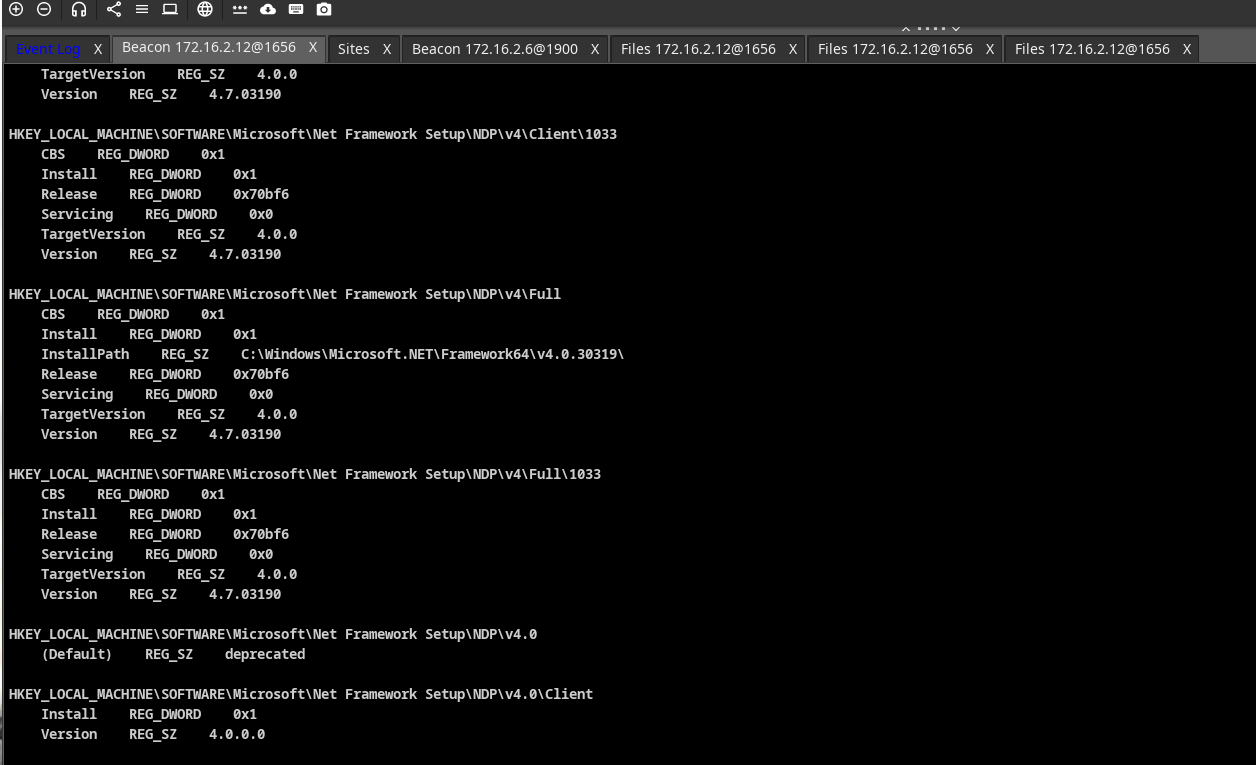 Event Log X Beacon 172.16.2.12@1656 X Sites X Beacon 172.16.2.6@1900 X Files 172.16.2.12@1656 X Files 172.16.2.12@1656 X Files 172.16.2.12@1656 X
TargetVersion REG_SZ 4.0.0
Version REG_SZ 4.7.03190
HKEY_LOCAL_MACHINE\SOFTWARE\Microsoft\Net Framework Setup\NDP\v4\Client\1033
CBS REG_DWORD 0x1
Install REG_DWORD 0x1
Release REG_DWORD 0x70bf6
Servicing REG_DWORD 0x0
TargetVersion REG_SZ 4.0.0
Version REG_SZ 4.7.03190
HKEY_LOCAL_MACHINE\SOFTWARE\Microsoft\Net Framework Setup\NDP\v4\Full
CBS REG_DWORD 0x1
Install REG_DWORD 0x1
InstallPath REG_SZ C:\Windows\Microsoft.NET\Framework64\v4.0.30319\
Release REG_DWORD 0x70bf6
Servicing REG_DWORD 0x0
TargetVersion REG_SZ 4.0.0
Version REG_SZ 4.7.03190
HKEY_LOCAL_MACHINE\SOFTWARE\Microsoft\Net Framework Setup\NDP\v4\Full\1033
CBS REG_DWORD 0x1
Install REG_DWORD 0x1
Release REG_DWORD 0x70bf6
Servicing REG_DWORD 0x0
TargetVersion REG_SZ 4.0.0
Version REG_SZ 4.7.03190
HKEY_LOCAL_MACHINE\SOFTWARE\Microsoft\Net Framework Setup\NDP\v4.0
(Default) REG_SZ deprecated
HKEY_LOCAL_MACHINE\SOFTWARE\Microsoft\Net Framework Setup\NDP\v4.0\Client
Install REG_DWORD 0x1
Version REG_SZ 4.0.0.0